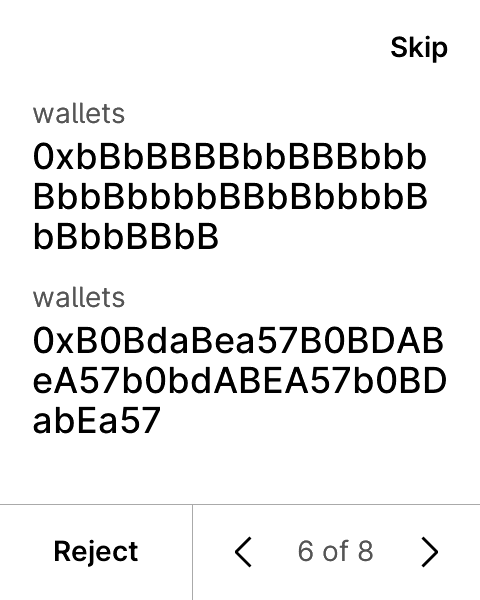 Skip
wallets
0xbBbBBBBbbBBBbbb
BbbBbbbbBBbBbbbbB
bBbbBBbB
wallets
0xB0BdaBea57B0BDAB
eA57b0bdABEA57b0BD
abEa57
Reject
6 of 8